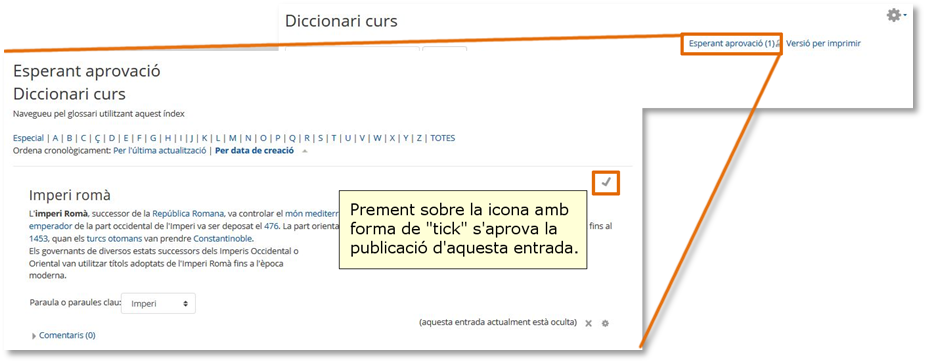 Diccionari curs
Esperant aprovació (1) Versió per imprimir
Esperant aprovació
Diccionari curs
Navegueu pel glossari utilitzant aquest índex
Especial | A | B | C | Ç | D | E | F | G | H | I | J | K | L | M | N | O | P | Q | R | S | T | U | V | W | X | Y | Z | TOTES
Ordena cronològicament: Per l'última actualització | Per data de creació
Imperi romà
L'imperi Romà, successor de la República Romana, va controlar el món mediterr
emperador de la part occidental de l'Imperi va ser deposat el 476. La part orienta fins al
1453, quan els turcs otomans van prendre Constantinoble.
Els governants de diversos estats successors dels Imperis Occidental o
Oriental van utilitzar títols adoptats de l'Imperi Romà fins a l'època
moderna.
Prement sobre la icona amb
forma de "tick" s'aprova la
publicació d'aquesta entrada.
Paraula o paraules clau: Imperi
(aquesta entrada actualment està oculta)
Comentaris (0)